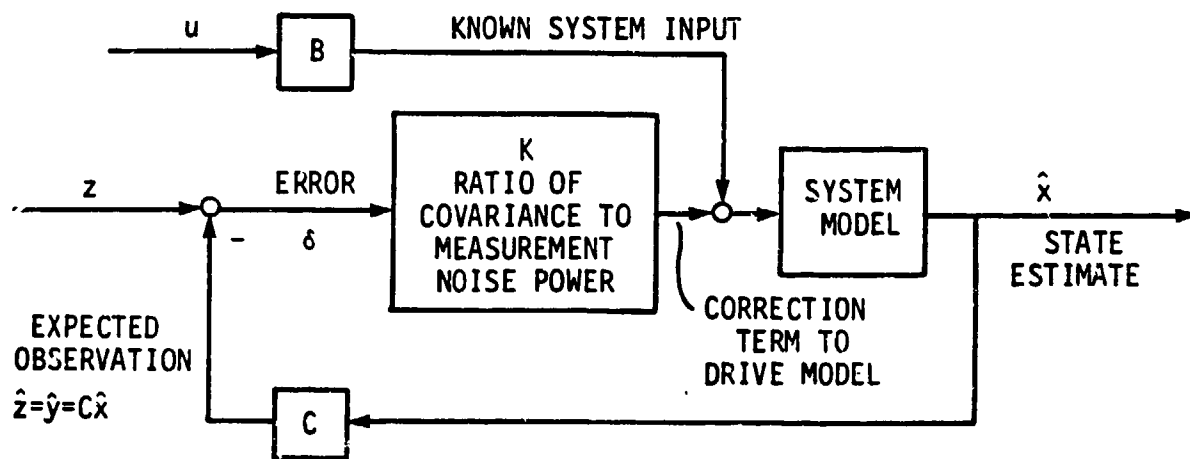 u
B
KNOWN SYSTEM INPUT
z
ERROR
-
δ
K
RATIO OF
COVARIANCE TO
MEASUREMENT
NOISE POWER
SYSTEM
MODEL
x̂
STATE
ESTIMATE
CORRECTION
TERM TO
DRIVE MODEL
EXPECTED
OBSERVATION
ẑ=ŷ=Cx̂
C